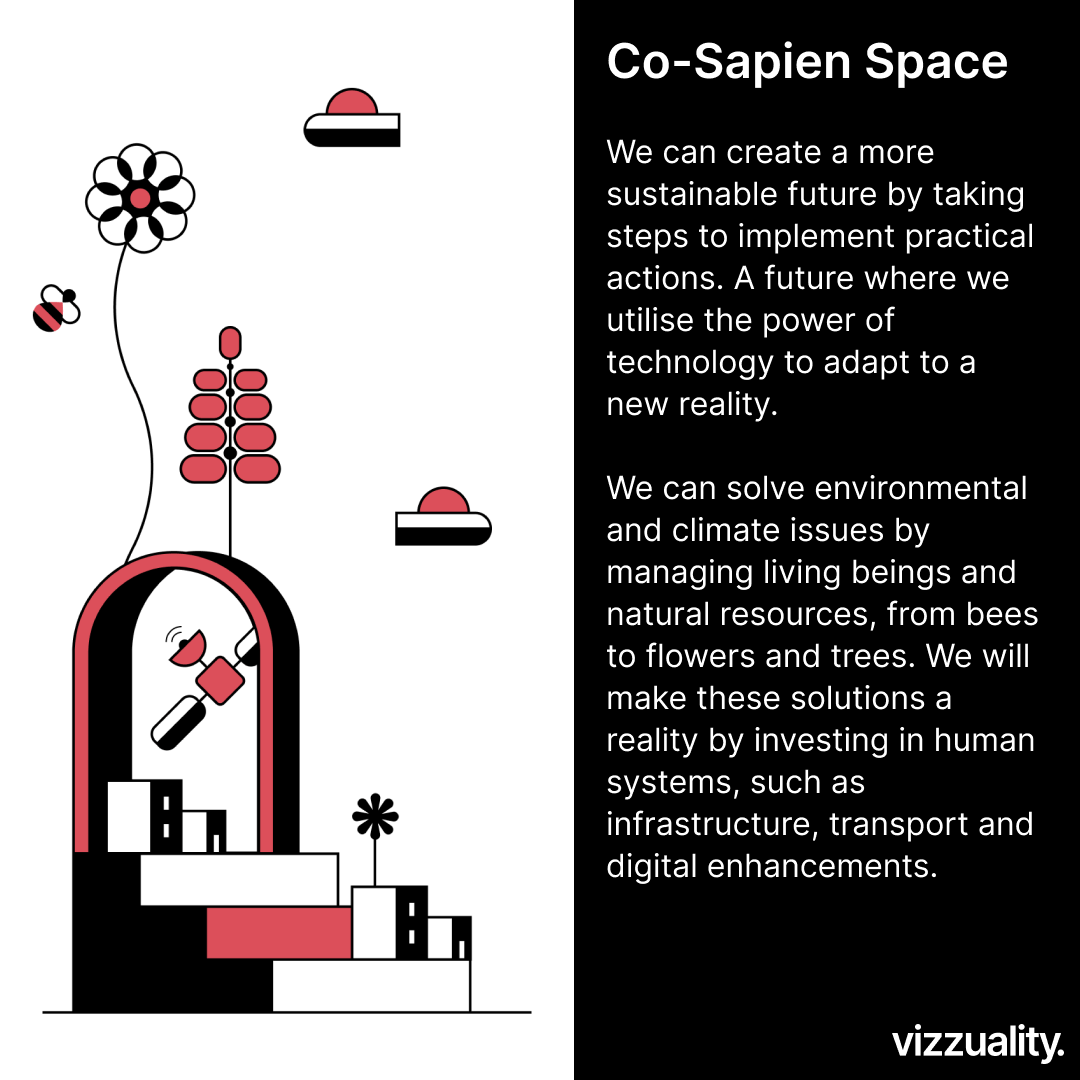 Co-Sapien Space
We can create a more
sustainable future by taking
steps to implement practical
actions. A future where we
utilise the power of
technology to adapt to a
new reality.
We can solve environmental
and climate issues by
managing living beings and
natural resources, from bees
to flowers and trees. We will
make these solutions a
reality by investing in human
systems, such as
infrastructure, transport and
digital enhancements.
vizzuality.